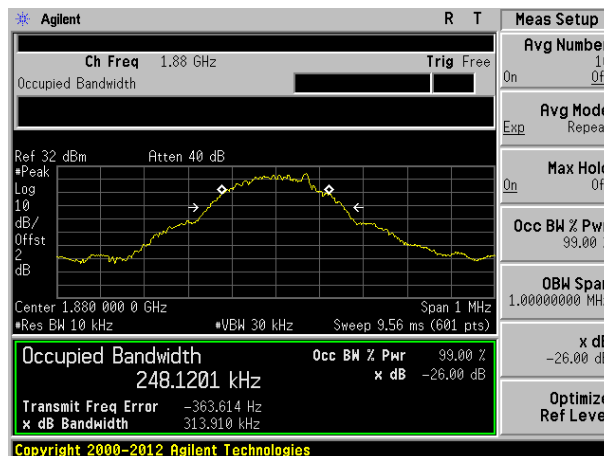 Agilent R T Meas Setup
Ch Freq 1.88 GHz Trig Free
Occupied Bandwidth
Avg Number
On
Avg Mode
Exp
Max Hold
On
Occ BW % Pwr
99.00
OBW Span
1.00000000
x dB
-26.00 dB
Optimize
Ref Level
Ref 32 dBm Atten 40 dB
#Peak
Log
10
dB/
Offst
2
dB
Center 1.880 000 0 GHz Span 1 MHz
#Res BW 10 kHz #VBW 30 kHz Sweep 9.56 ms (601 pts)
Occupied Bandwidth Occ BW % Pwr 99.00 %
248.1201 kHz x dB -26.00 dB
Transmit Freq Error -363.614 Hz
x dB Bandwidth 313.910 kHz
Copyright 2000-2012 Agilent Technologies